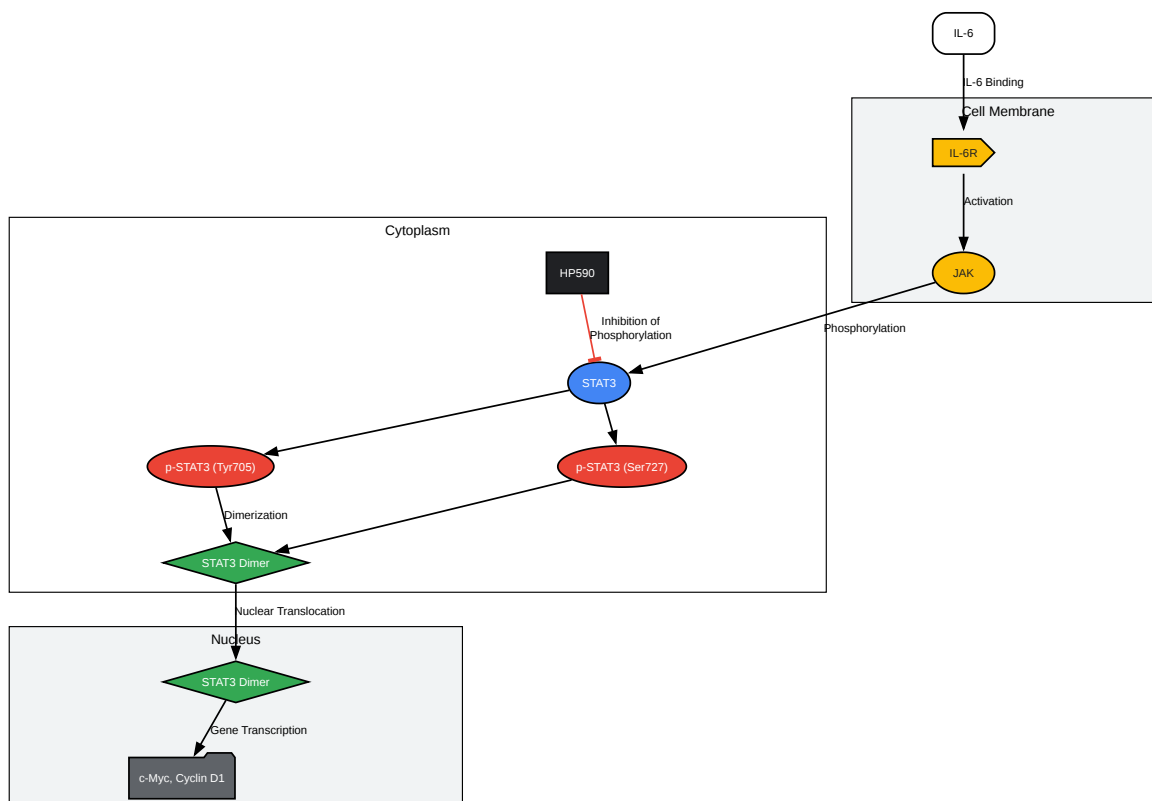 IL-6
IL-6 Binding
Cell Membrane
IL-6R
Activation
Cytoplasm
HP590
JAK
Inhibition of
Phosphorylation
Phosphorylation
STAT3
p-STAT3 (Tyr705)
p-STAT3 (Ser727)
Dimerization
STAT3 Dimer
Nuclear Translocation
Nucleus
STAT3 Dimer
Gene Transcription
c-Myc, Cyclin D1